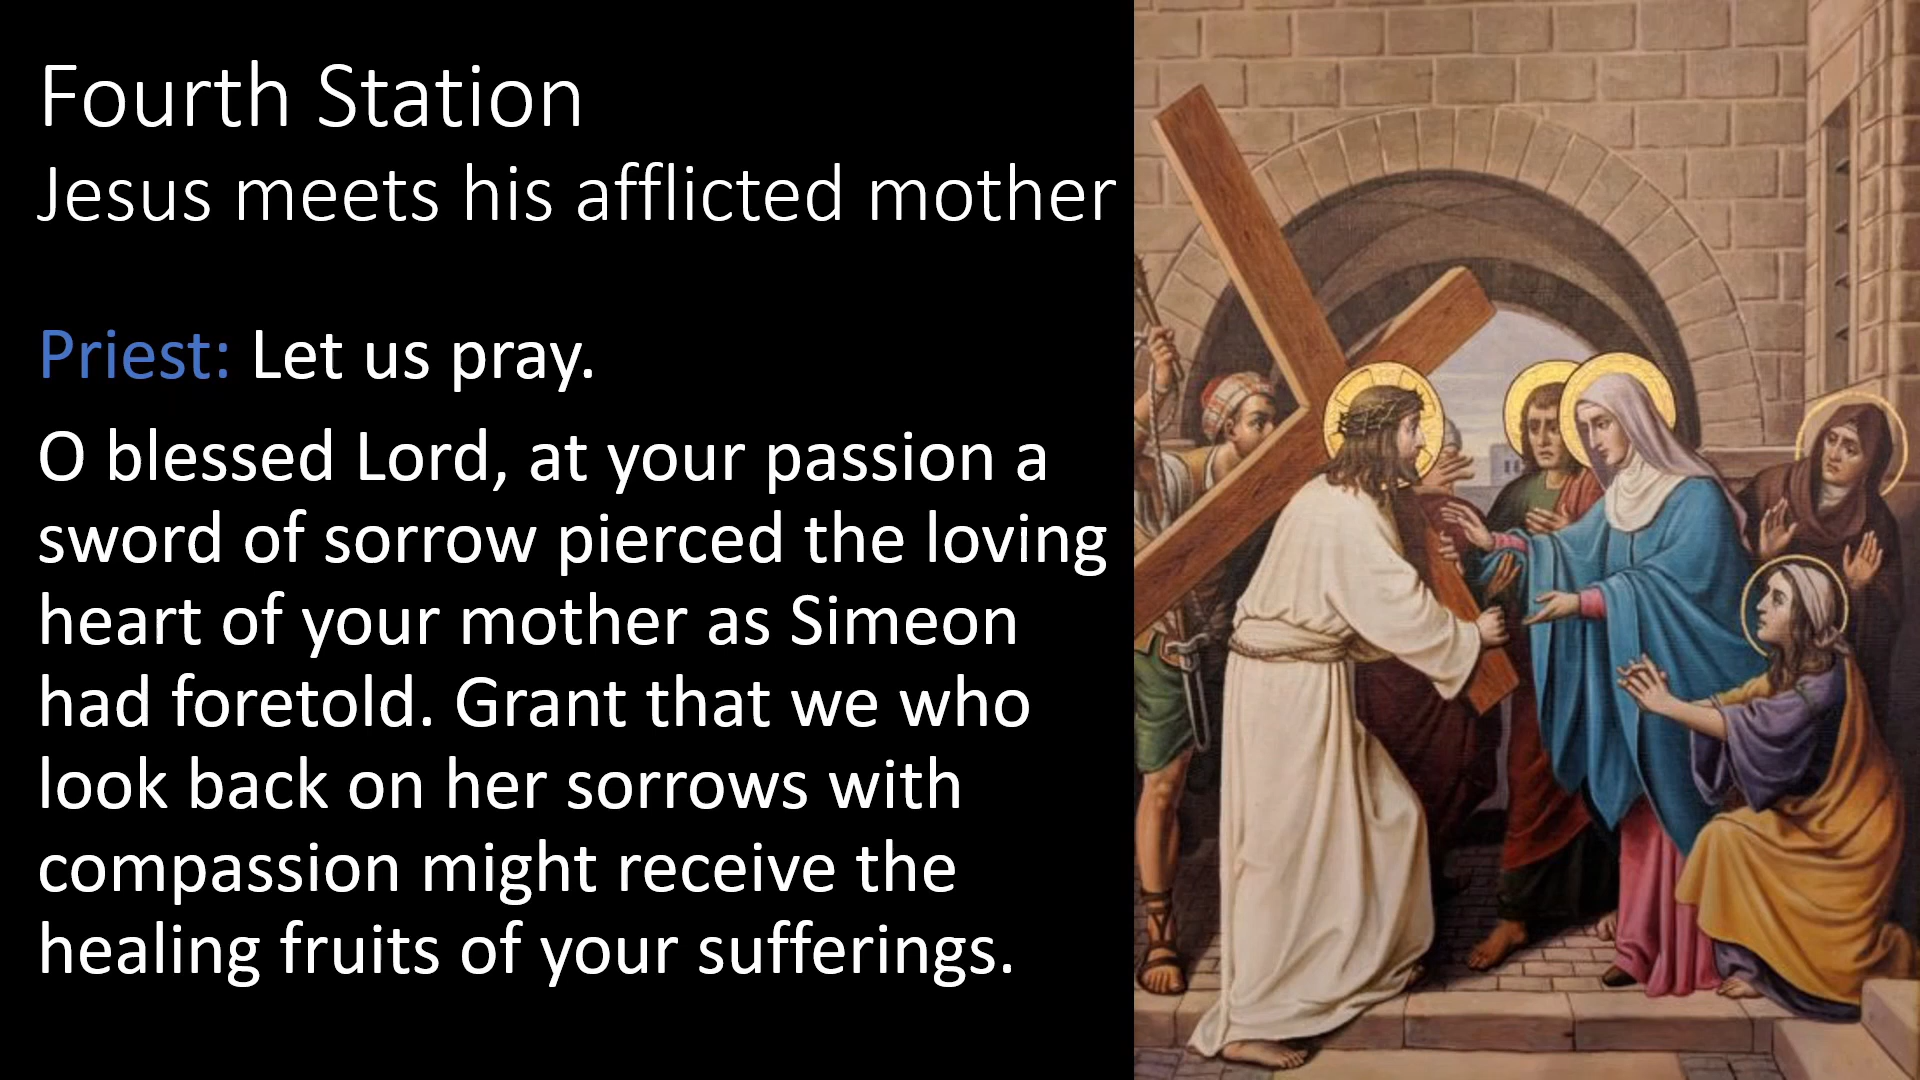 Fourth Station
Jesus meets his afflicted mother
Priest: Let us pray.
O blessed Lord, at your passion a
sword of sorrow pierced the loving
heart of your mother as Simeon
had foretold. Grant that we who
look back on her sorrows with
compassion might receive the
healing fruits of your sufferings.